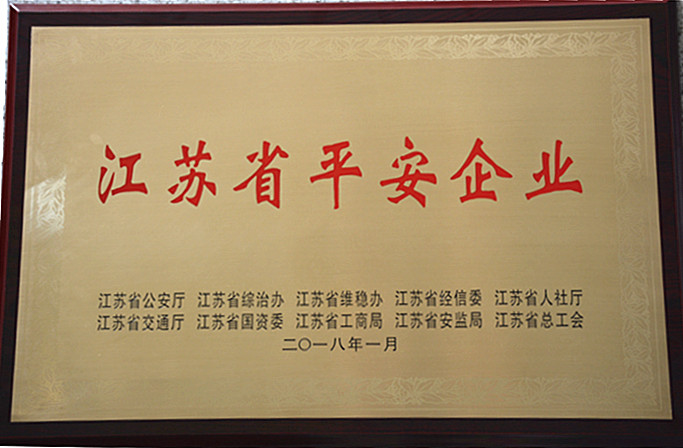 江苏省平安企业
江苏省公安厅 江苏省综治办 江苏省维稳办 江苏省经信委 江苏省人社厅
江苏省交通厅 江苏省国资委 江苏省工商局 江苏省安监局 江苏省总工会
二〇一八年一月